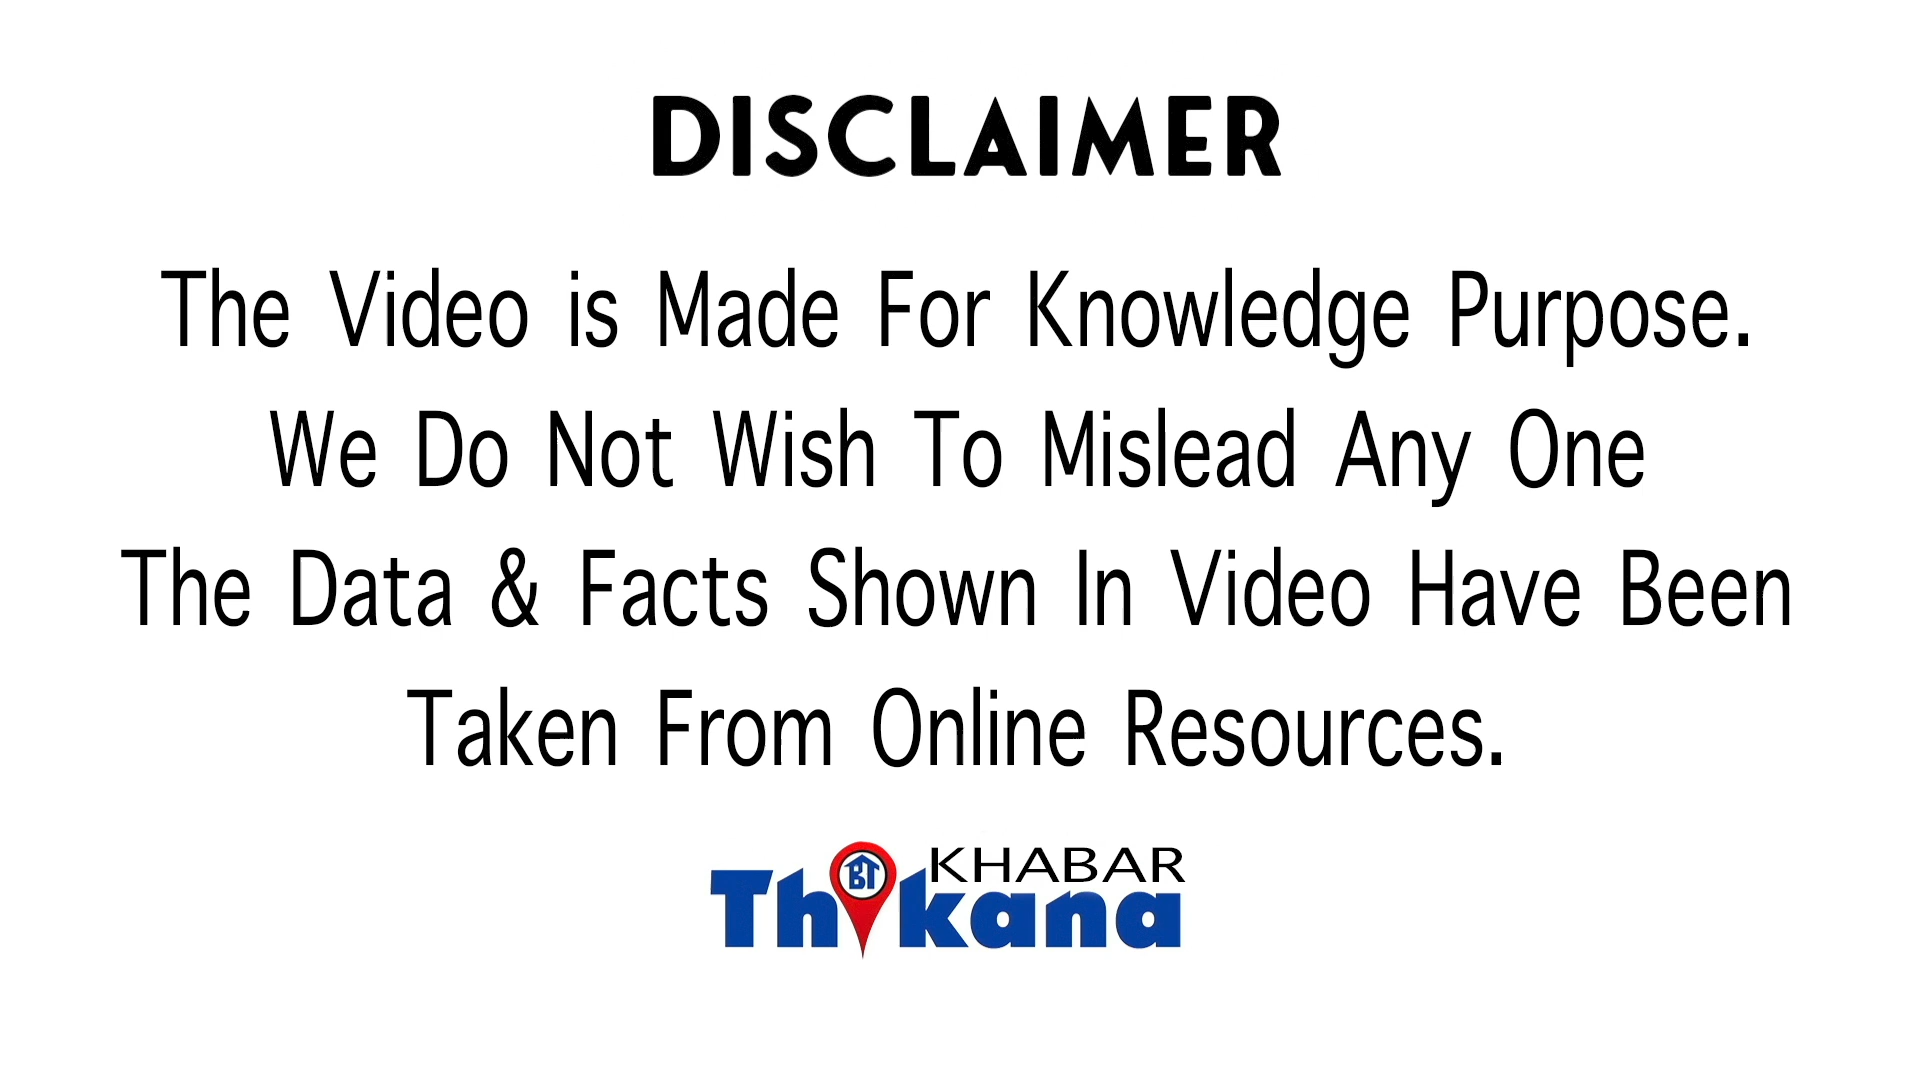 DISCLAIMER
The Video is Made For Knowledge Purpose.
We Do Not Wish To Mislead Any One
The Data & Facts Shown In Video Have Been
Taken From Online Resources.
KHABAR
BT
Thikana